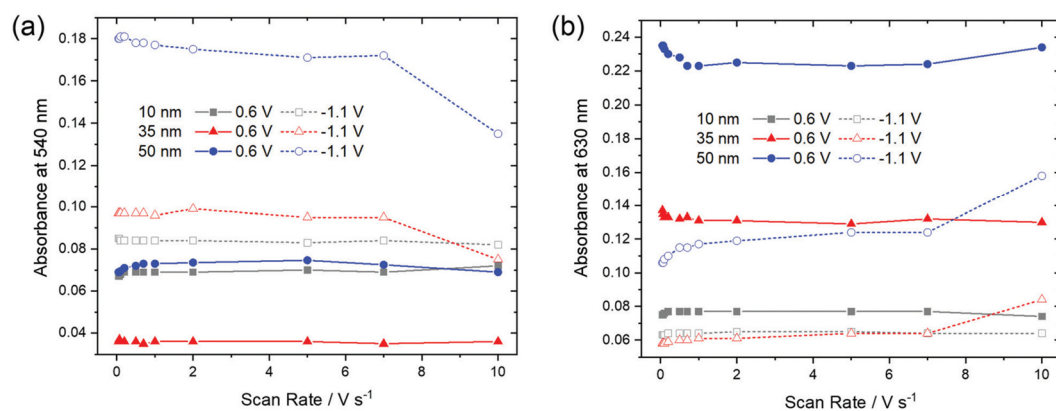 (a)
0.18
0.16
0.14
0.12
0.10
0.08
0.06
0.04
Absorbance at 540 nm
10 nm 0.6 V -1.1 V
35 nm 0.6 V -1.1 V
50 nm 0.6 V -1.1 V
0 2 4 6 8 10
Scan Rate / V s⁻¹
(b)
0.24
0.22
0.20
0.18
0.16
0.14
0.12
0.10
0.08
0.06
Absorbance at 630 nm
10 nm 0.6 V -1.1 V
35 nm 0.6 V -1.1 V
50 nm 0.6 V -1.1 V
0 2 4 6 8 10
Scan Rate / V s⁻¹